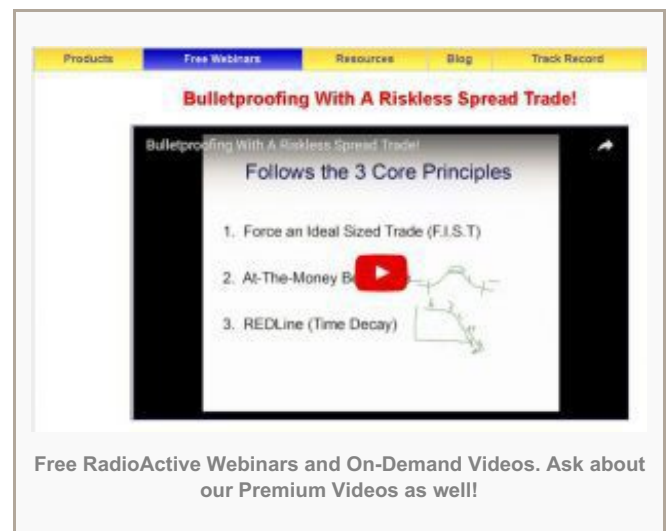 Products Free Webinars Resources Blog Track Record
Bulletproofing With A Riskless Spread Trade!
Bulletproofing With A Riskless Spread Trade!
Follows the 3 Core Principles
1. Force an Ideal Sized Trade (F.I.S.T)
2. At-The-Money
3. REDLine (Time Decay)
Free RadioActive Webinars and On-Demand Videos. Ask about
our Premium Videos as well!